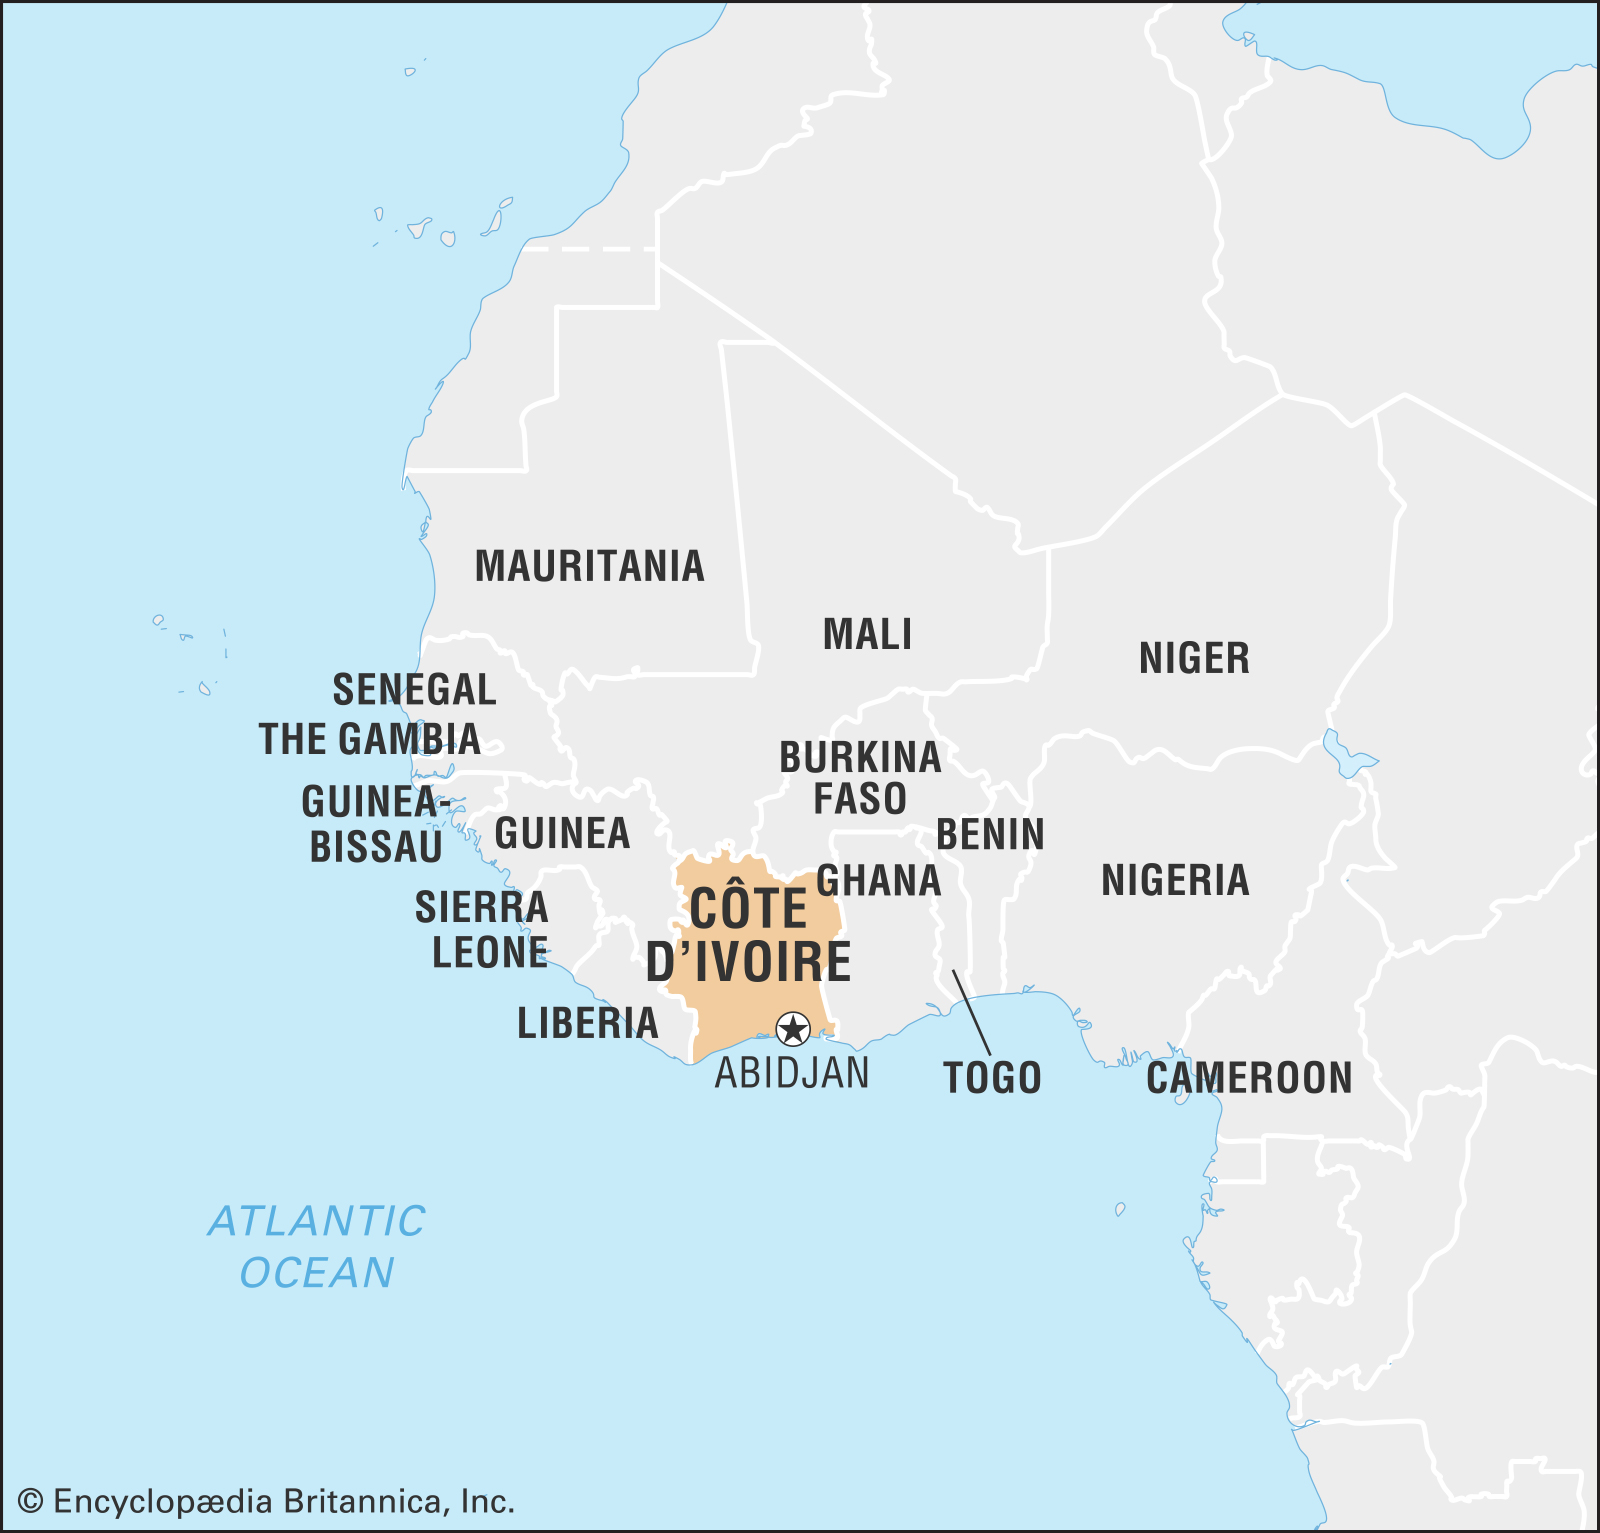 MAURITANIA
MALI
NIGER
SENEGAL
THE GAMBIA
BURKINA
FASO
GUINEA-
BISSAU
GUINEA
BENIN
GHANA
NIGERIA
SIERRA
LEONE
CÔTE
D’IVOIRE
LIBERIA
ABIDJAN
TOGO
CAMEROON
ATLANTIC
OCEAN
© Encyclopædia Britannica, Inc.